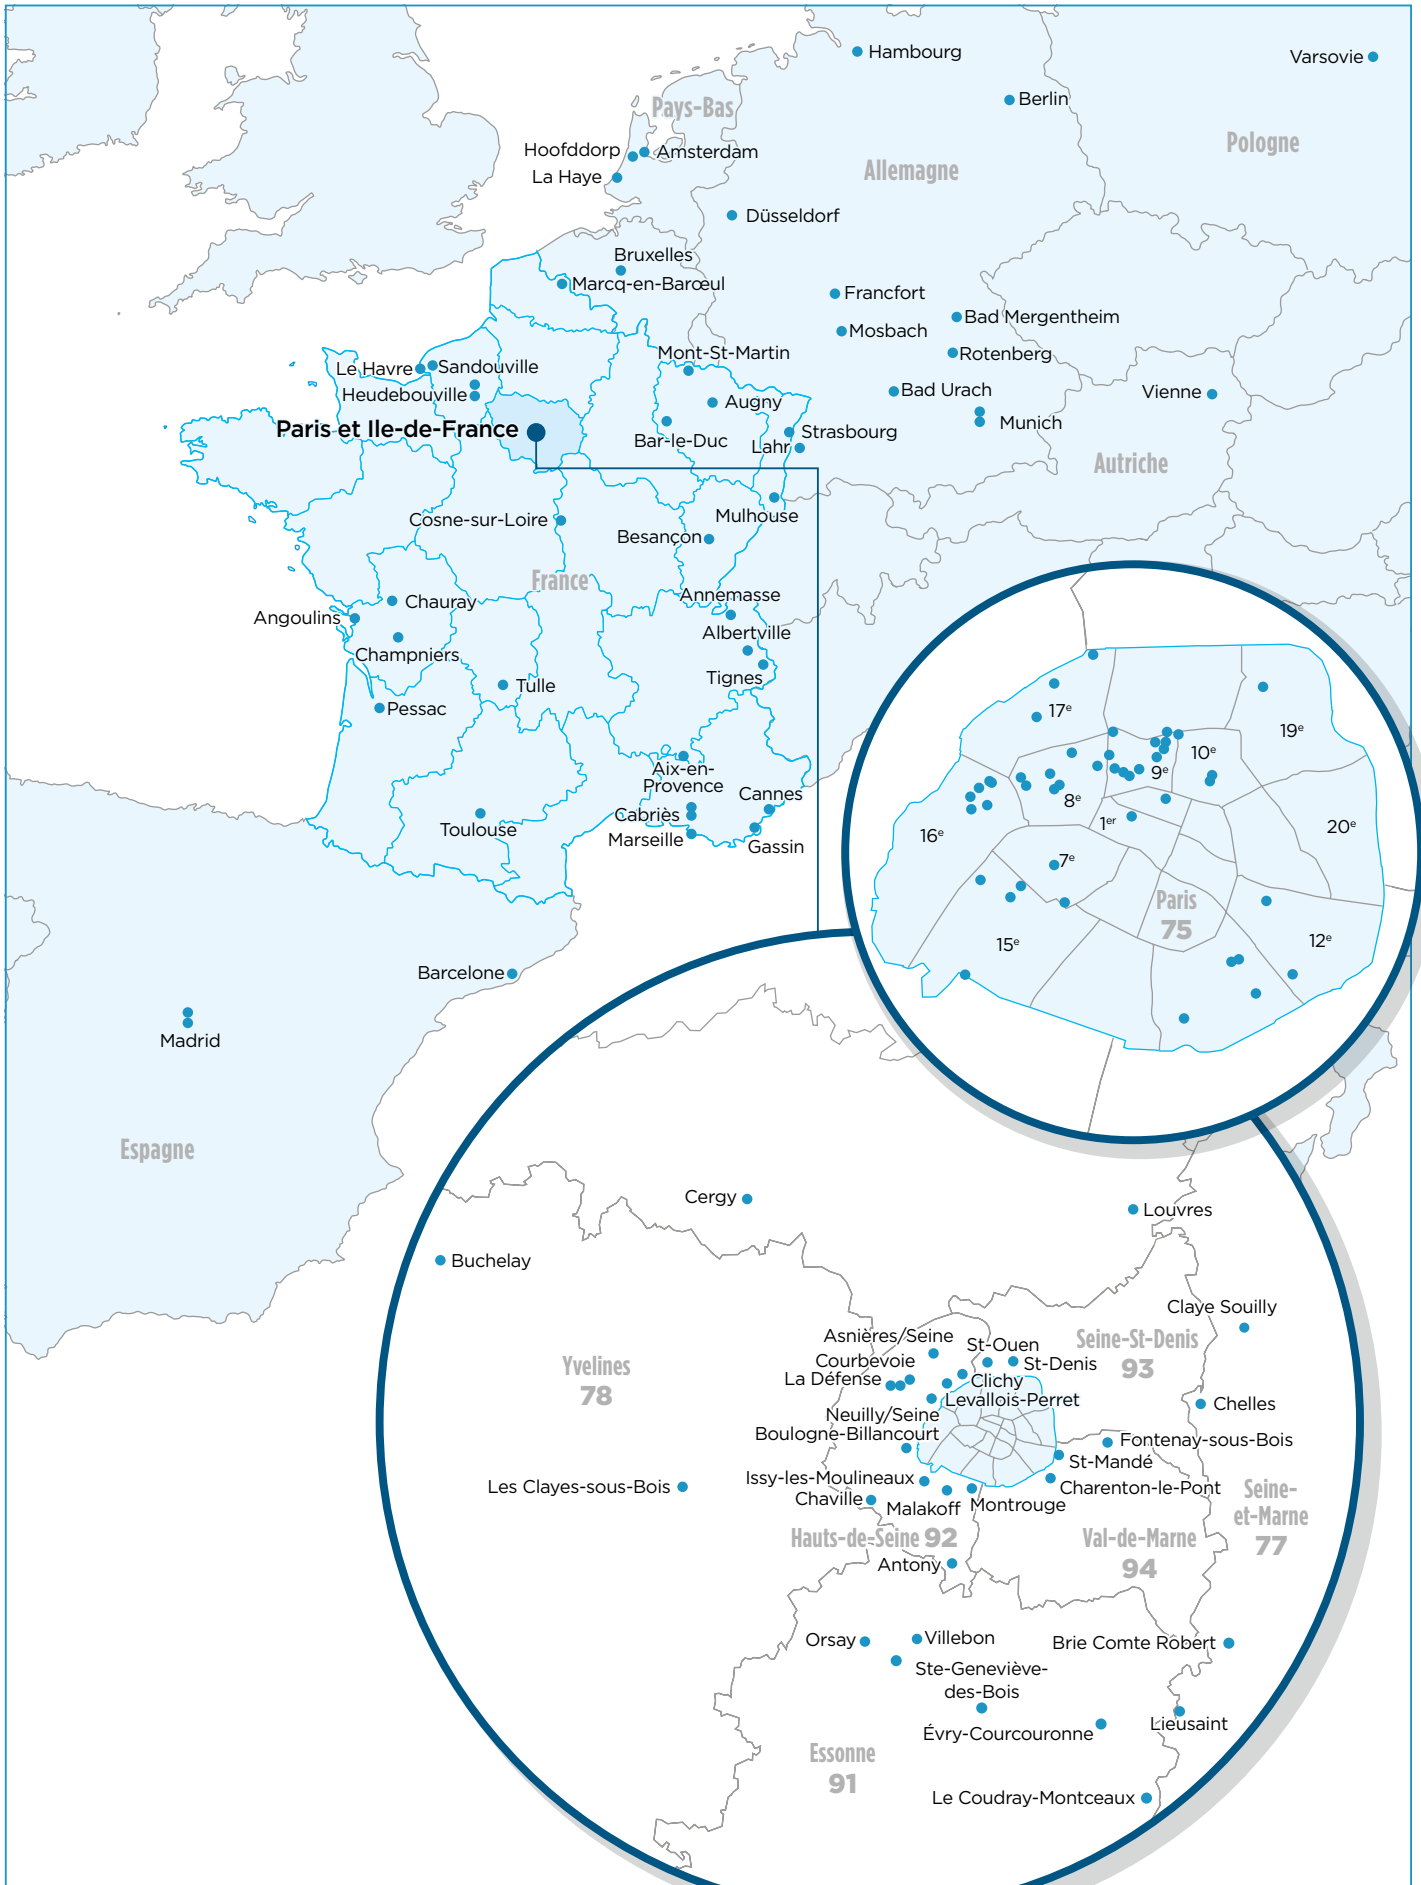 Hambourg
Varsovie
Berlin
Pays-Bas
Pologne
Hoofddorp
Amsterdam
Allemagne
La Haye
Düsseldorf
Bruxelles
Marcq-en-Barœul
Francfort
Bad Mergentheim
Mosbach
Mont-St-Martin
Rotenberg
Le Havre
Sandouville
Heudebouville
Bad Urach
Vienne
Augny
Paris et Ile-de-France
Bar-le-Duc
Strasbourg
Lahr
Munich
Autriche
Cosne-sur-Loire
Mulhouse
Besançon
France
Annemasse
Chauray
Angoulins
Albertville
Champniers
Tignes
Tulle
Pessac
Aix-en-
Provence
Cannes
Cabriès
Toulouse
Marseille
Gassin
17e
19e
10e
9e
8e
1er
16e
20e
7e
Paris
75
15e
12e
Barcelone
Madrid
Espagne
Cergy
Louvres
Buchelay
Claye Souilly
Asnières/Seine
St-Ouen
Seine-St-Denis
93
Courbevoie
St-Denis
La Défense
Clichy
Yvelines
78
Levallois-Perret
Chelles
Neuilly/Seine
Boulogne-Billancourt
Fontenay-sous-Bois
St-Mandé
Issy-les-Moulineaux
Les Clayes-sous-Bois
Charenton-le-Pont
Chaville
Malakoff
Montrouge
Seine-
et-Marne
77
Hauts-de-Seine 92
Val-de-Marne
94
Antony
Orsay
Villebon
Brie Comte Robert
Ste-Geneviève-
des-Bois
Lieusaint
Évry-Courcouronne
Essonne
91
Le Coudray-Montceaux